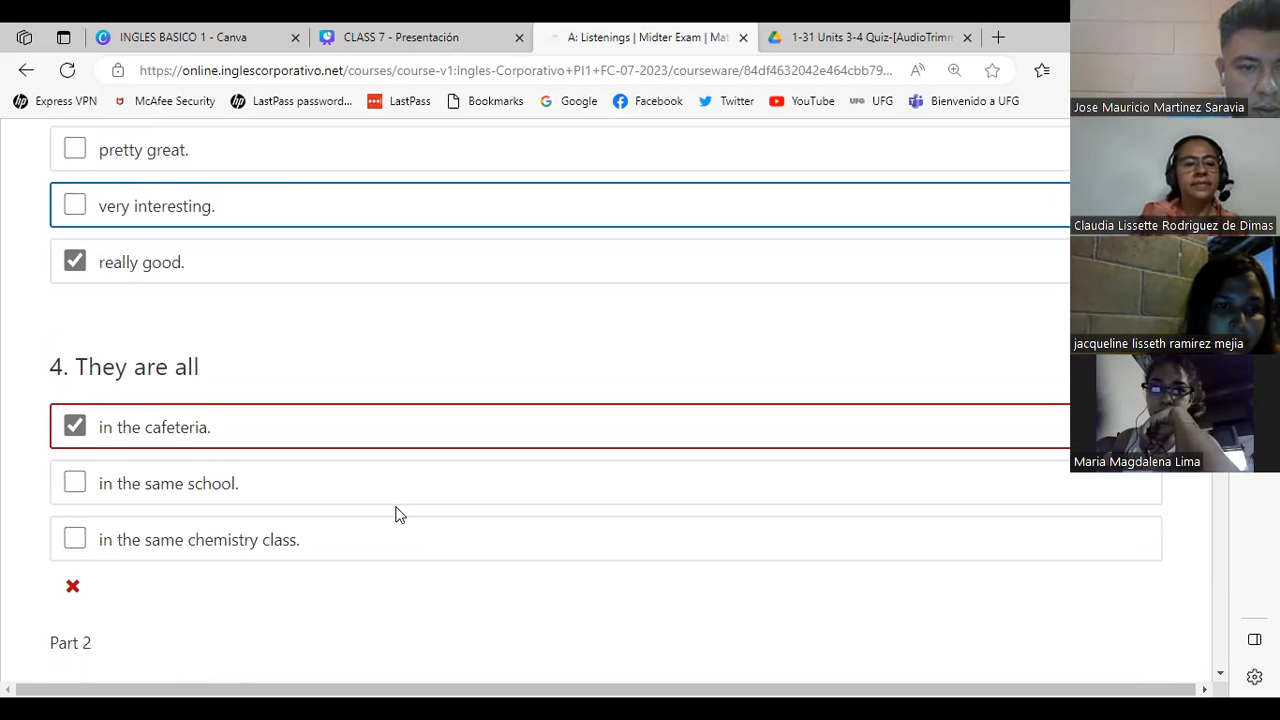 INGLES BASICO 1 - Canva
CLASS 7 - Presentación
A: Listenings | Midter Exam | Mat
1-31 Units 3-4 Quiz-[AudioTrimm
https://online.inglescorporativo.net/courses/course-v1:Ingles-Corporativo+PI1+FC-07-2023/courseware/84df4632042e464cbb79...
Express VPN
McAfee Security
LastPass password...
LastPass
Bookmarks
Google
Facebook
Twitter
YouTube
UFG
UFG
Bienvenido a UFG
pretty great.
very interesting.
really good.
4. They are all
in the cafeteria.
in the same school.
in the same chemistry class.
Part 2
Jose Mauricio Martinez Saravia
Claudia Lissette Rodriguez de Dimas
jacqueline lisseth ramirez mejia
Maria Magdalena Lima